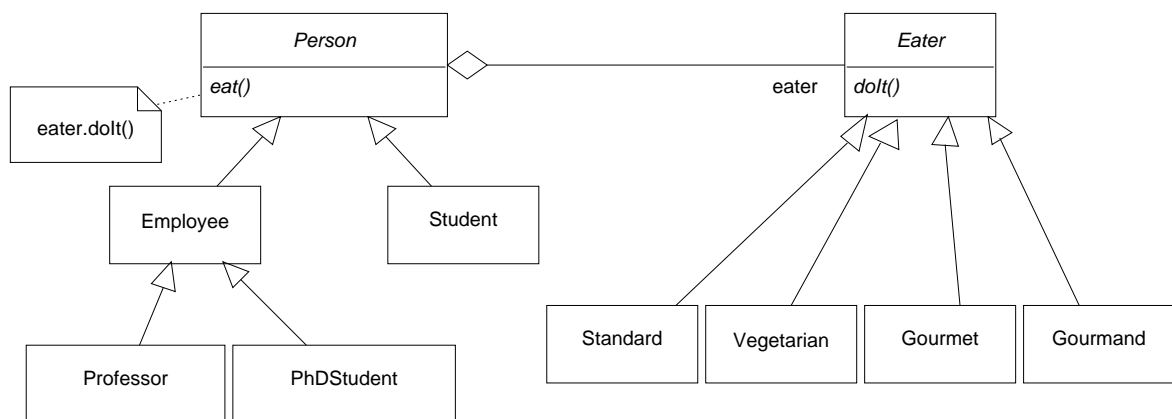 Person
Eater
eat()
eater
doIt()
eater.doIt()
Employee
Student
Standard
Vegetarian
Gourmet
Gourmand
Professor
PhDStudent